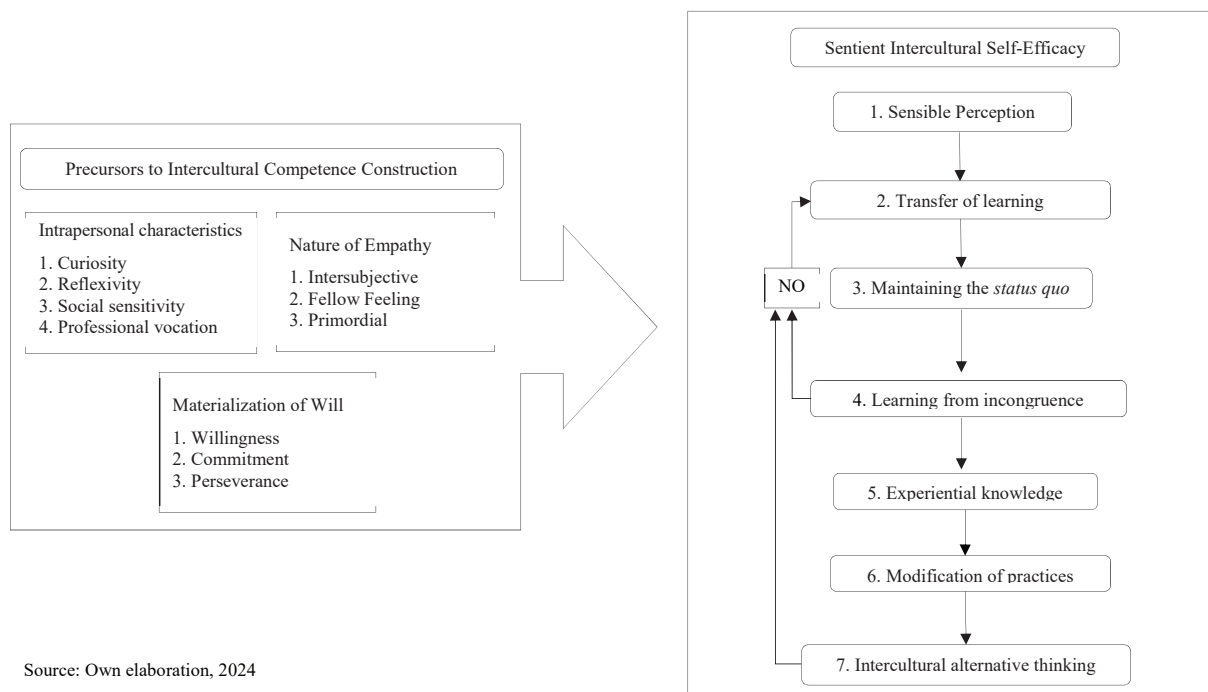 Precursors to Intercultural Competence Construction
Intrapersonal characteristics
1. Curiosity
2. Reflexivity
3. Social sensitivity
4. Professional vocation
Nature of Empathy
1. Intersubjective
2. Fellow Feeling
3. Primordial
Materialization of Will
1. Willingness
2. Commitment
3. Perseverance
Sentient Intercultural Self-Efficacy
1. Sensible Perception
2. Transfer of learning
NO
3. Maintaining the status quo
4. Learning from incongruence
5. Experiential knowledge
6. Modification of practices
7. Intercultural alternative thinking
Source: Own elaboration, 2024